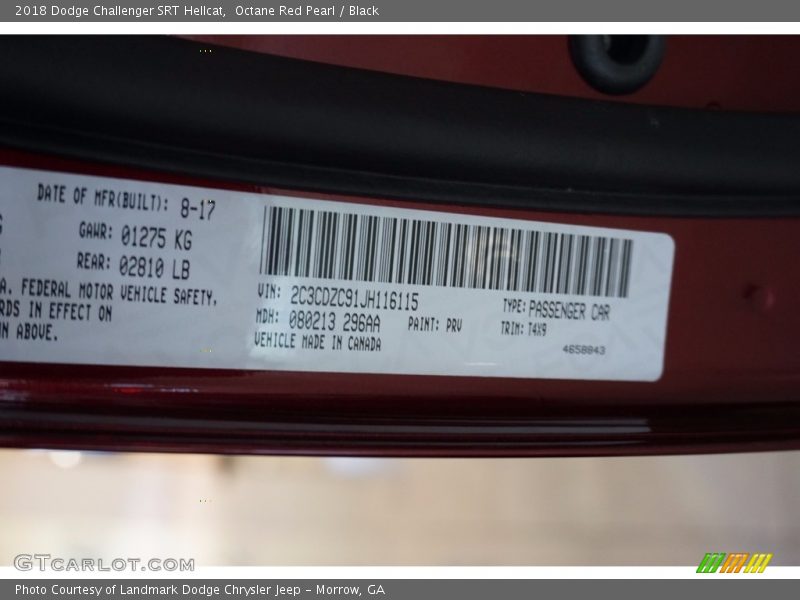 2018 Dodge Challenger SRT Hellcat,  Octane Red Pearl / Black
DATE OF MFR(BUILT): 8-17
GAWR: 01275 KG
REAR: 02810 LB
A. FEDERAL MOTOR VEHICLE SAFETY,
RDS IN EFFECT ON
N ABOVE.
VIN: 2C3CDZC91JH116115
MDH: 080213 296AA
PAINT: PRV
VEHICLE MADE IN CANADA
TYPE: PASSENGER CAR
TRIM: T4X9
4658843
GTCARLOT.COM
Photo Courtesy of Landmark Dodge Chrysler Jeep – Morrow, GA